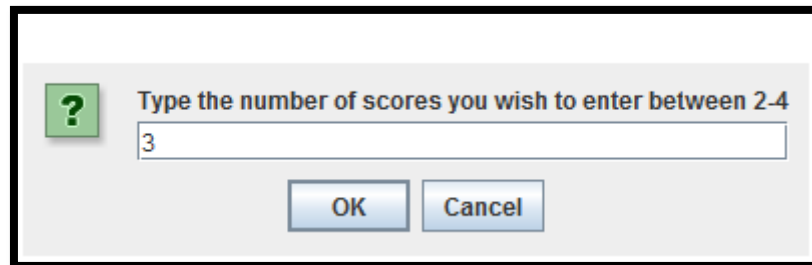 ?
Type the number of scores you wish to enter between 2-4
3
OK Cancel